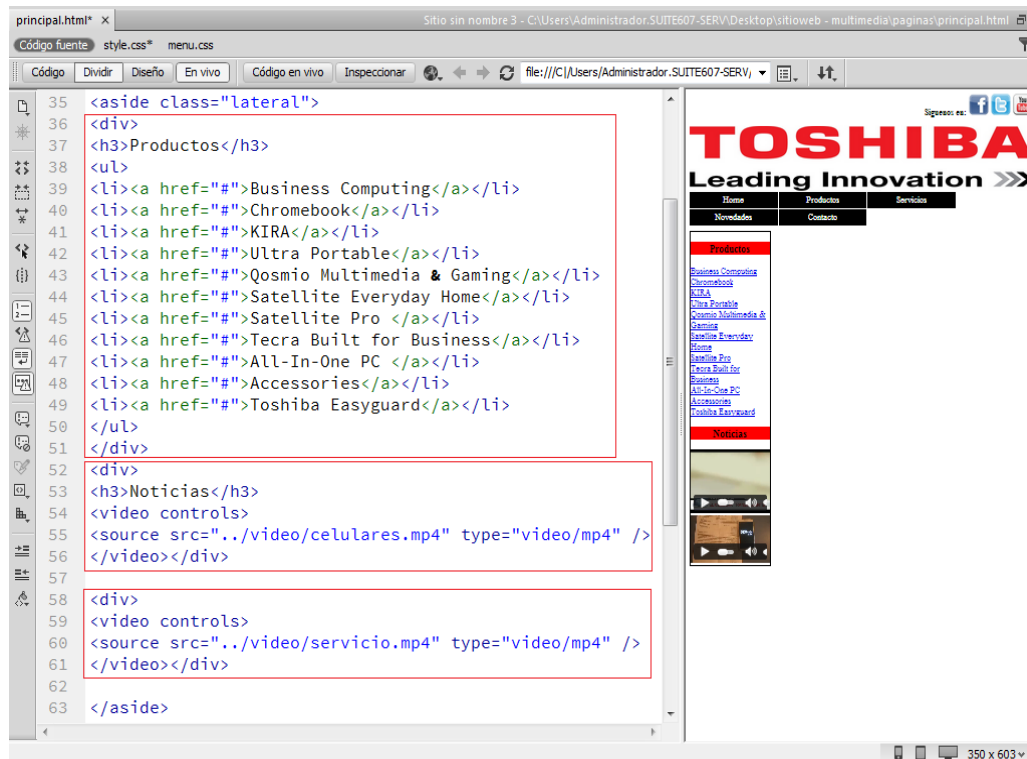 principal.html* ×
Sitio sin nombre 3 - C:\Users\Administrador.SUITE607-SERV\Desktop\sitioweb - multimedia\paginas\principal.html
Código fuente style.css* menu.css
Código Dividir Diseño En vivo Código en vivo Inspeccionar file:///C|/Users/Administrador.SUITE607-SERV/
35 <aside class="lateral">
36 <div>
37 <h3>Productos</h3>
38 <ul>
39 <li><a href="#">Business Computing</a></li>
40 <li><a href="#">Chromebook</a></li>
41 <li><a href="#">KIRA</a></li>
42 <li><a href="#">Ultra Portable</a></li>
43 <li><a href="#">Qosmio Multimedia & Gaming</a></li>
44 <li><a href="#">Satellite Everyday Home</a></li>
45 <li><a href="#">Satellite Pro </a></li>
46 <li><a href="#">Tecra Built for Business</a></li>
47 <li><a href="#">All-In-One PC </a></li>
48 <li><a href="#">Accessories</a></li>
49 <li><a href="#">Toshiba Easyguard</a></li>
50 </ul>
51 </div>
52 <div>
53 <h3>Noticias</h3>
54 <video controls>
55 <source src="../video/celulares.mp4" type="video/mp4" />
56 </video></div>
57
58 <div>
59 <video controls>
60 <source src="../video/servicio.mp4" type="video/mp4" />
61 </video></div>
62
63 </aside>
Siguenos en:
TOSHIBA
Leading Innovation
Home Productos Servicios
Novedades Contacto
Productos
Business Computing
Chromebook
KIRA
Ultra Portable
Qosmio Multimedia &
Gaming
Satellite Everyday
Home
Satellite Pro
Tecra Built for
Business
All-In-One PC
Accessories
Toshiba Easyguard
Noticias
350 x 603